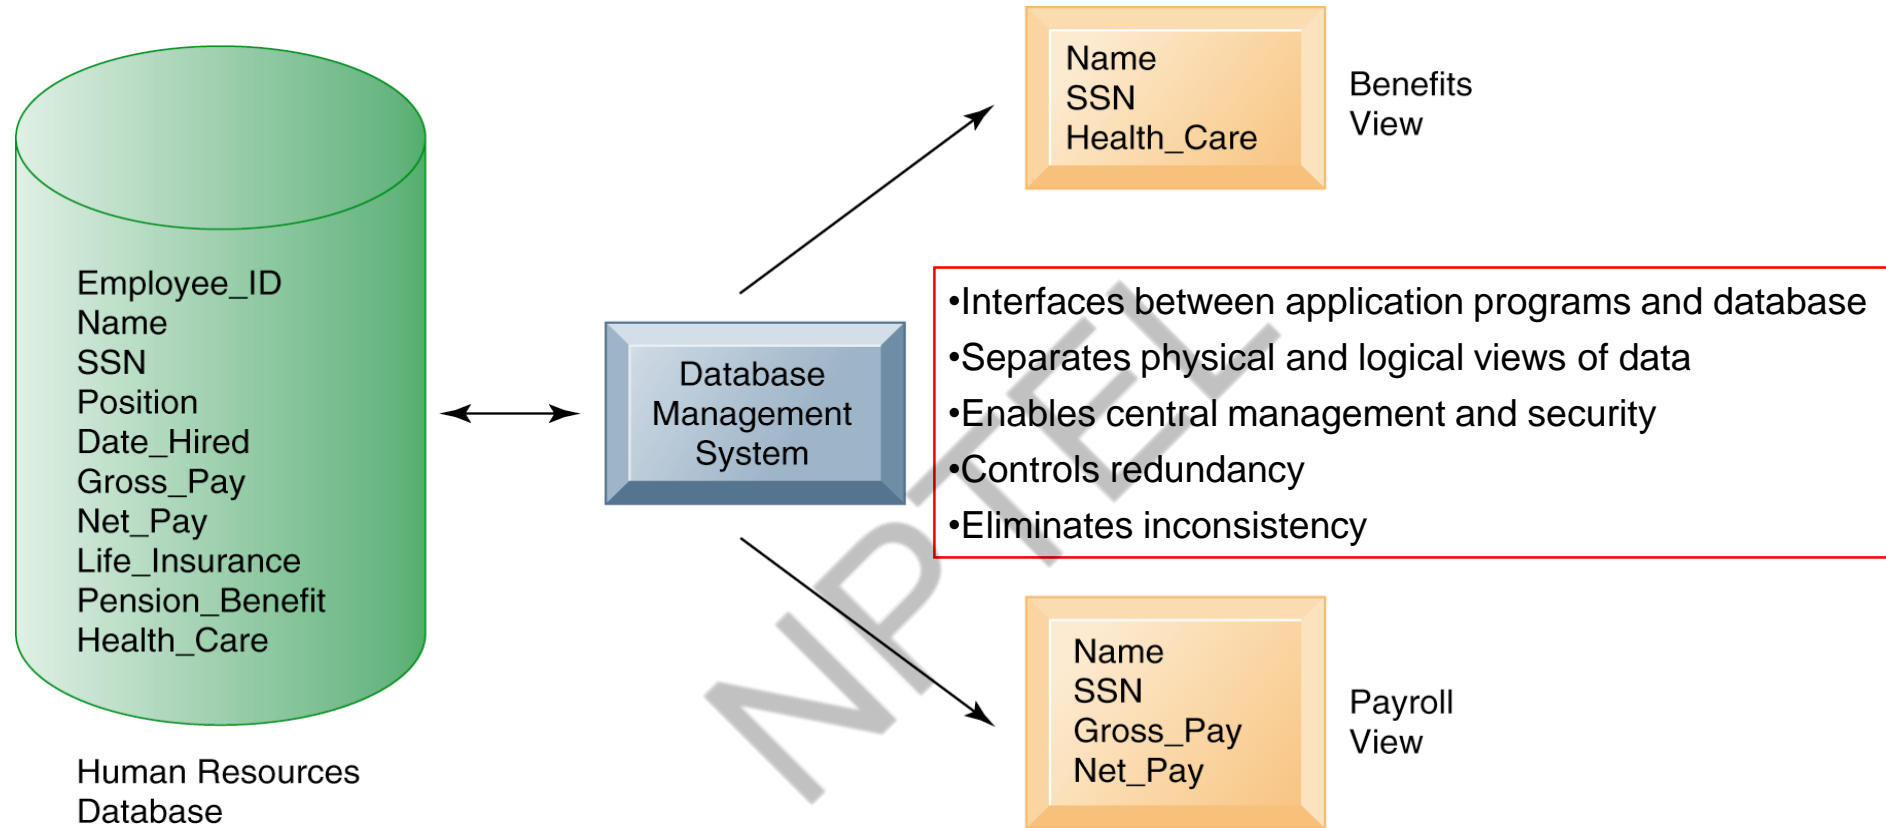 Employee_ID
Name
SSN
Position
Date_Hired
Gross_Pay
Net_Pay
Life_Insurance
Pension_Benefit
Health_Care
Human Resources
Database
Database
Management
System
Name
SSN
Health_Care
Benefits
View
•Interfaces between application programs and database
•Separates physical and logical views of data
•Enables central management and security
•Controls redundancy
•Eliminates inconsistency
Name
SSN
Gross_Pay
Net_Pay
Payroll
View
NPTEL